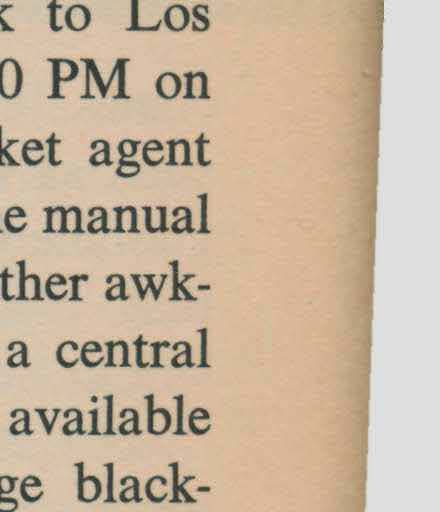 to Los
0 PM on
ket agent
e manual
ther awk-
a central
available
ge black-